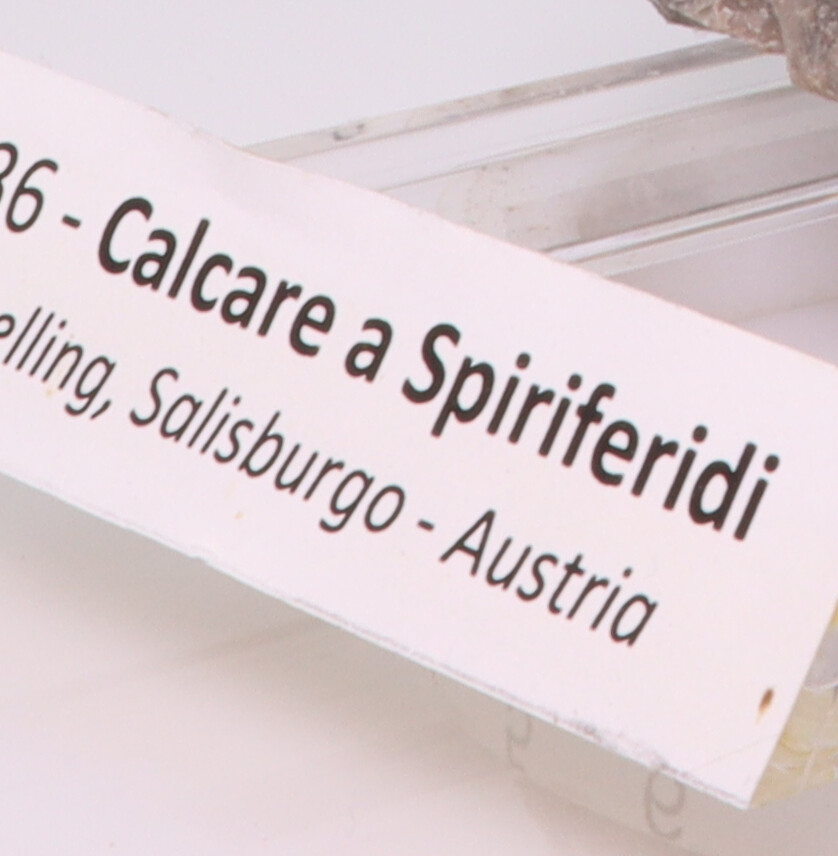 36 - Calcare a Spiriferidi
elling, Salisburgo - Austria